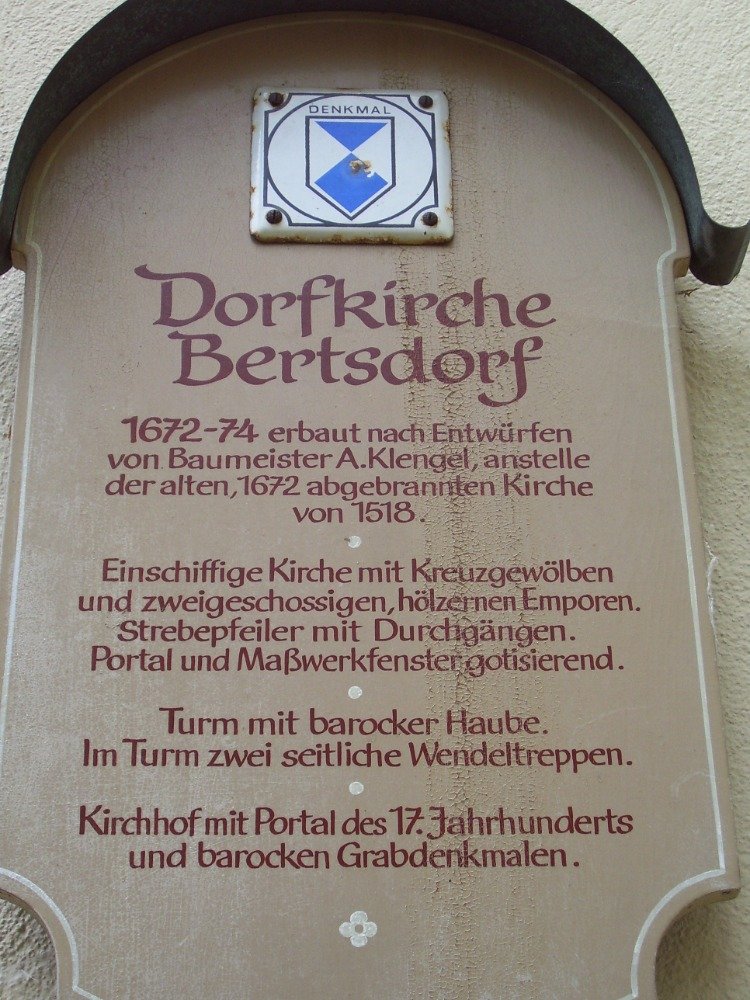 DENKMAL
Dorfkirche
Bertsdorf
1672-74 erbaut nach Entwürfen
von Baumeister A.Klengel, anstelle
der alten, 1672 abgebrannten Kirche
von 1518.
Einschiffige Kirche mit Kreuzgewölben
und zweigeschossigen, hölzernen Emporen.
Strebepfeiler mit Durchgängen.
Portal und Maßwerkfenster gotisierend.
Turm mit barocker Haube.
Im Turm zwei seitliche Wendeltreppen.
Kirchhof mit Portal des 17. Jahrhunderts
und barocken Grabdenkmalen.